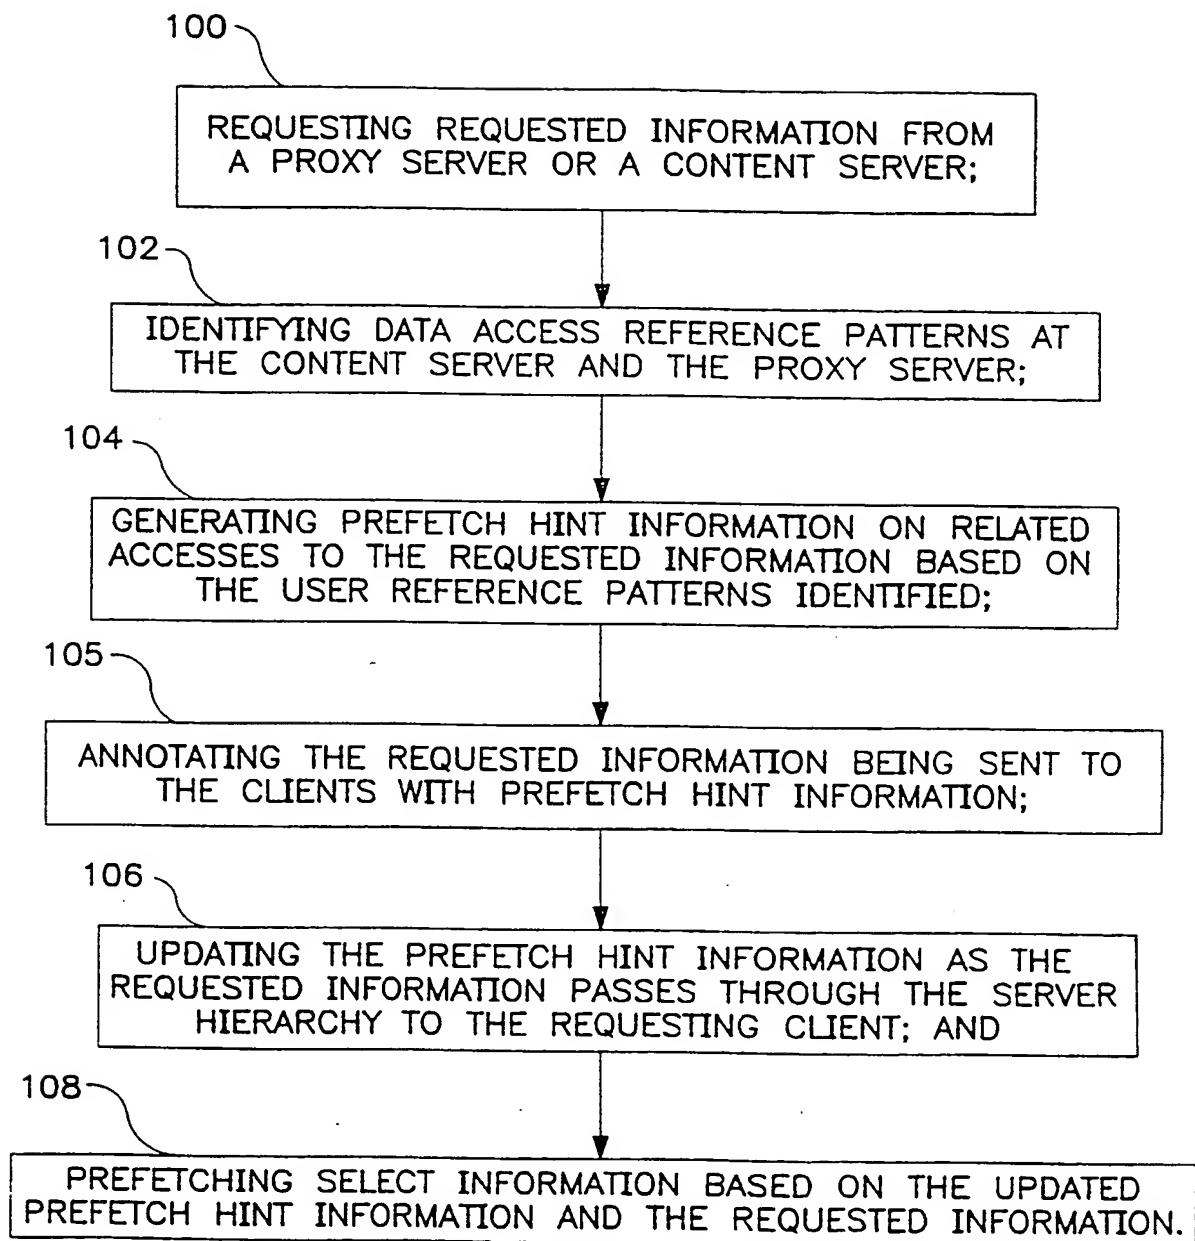 100
REQUESTING REQUESTED INFORMATION FROM
A PROXY SERVER OR A CONTENT SERVER;
102
IDENTIFYING DATA ACCESS REFERENCE PATTERNS AT
THE CONTENT SERVER AND THE PROXY SERVER;
104
GENERATING PREFETCH HINT INFORMATION ON RELATED
ACCESSES TO THE REQUESTED INFORMATION BASED ON
THE USER REFERENCE PATTERNS IDENTIFIED;
105
ANNOTATING THE REQUESTED INFORMATION BEING SENT TO
THE CLIENTS WITH PREFETCH HINT INFORMATION;
106
UPDATING THE PREFETCH HINT INFORMATION AS THE
REQUESTED INFORMATION PASSES THROUGH THE SERVER
HIERARCHY TO THE REQUESTING CLIENT; AND
108
PREFETCHING SELECT INFORMATION BASED ON THE UPDATED
PREFETCH HINT INFORMATION AND THE REQUESTED INFORMATION.